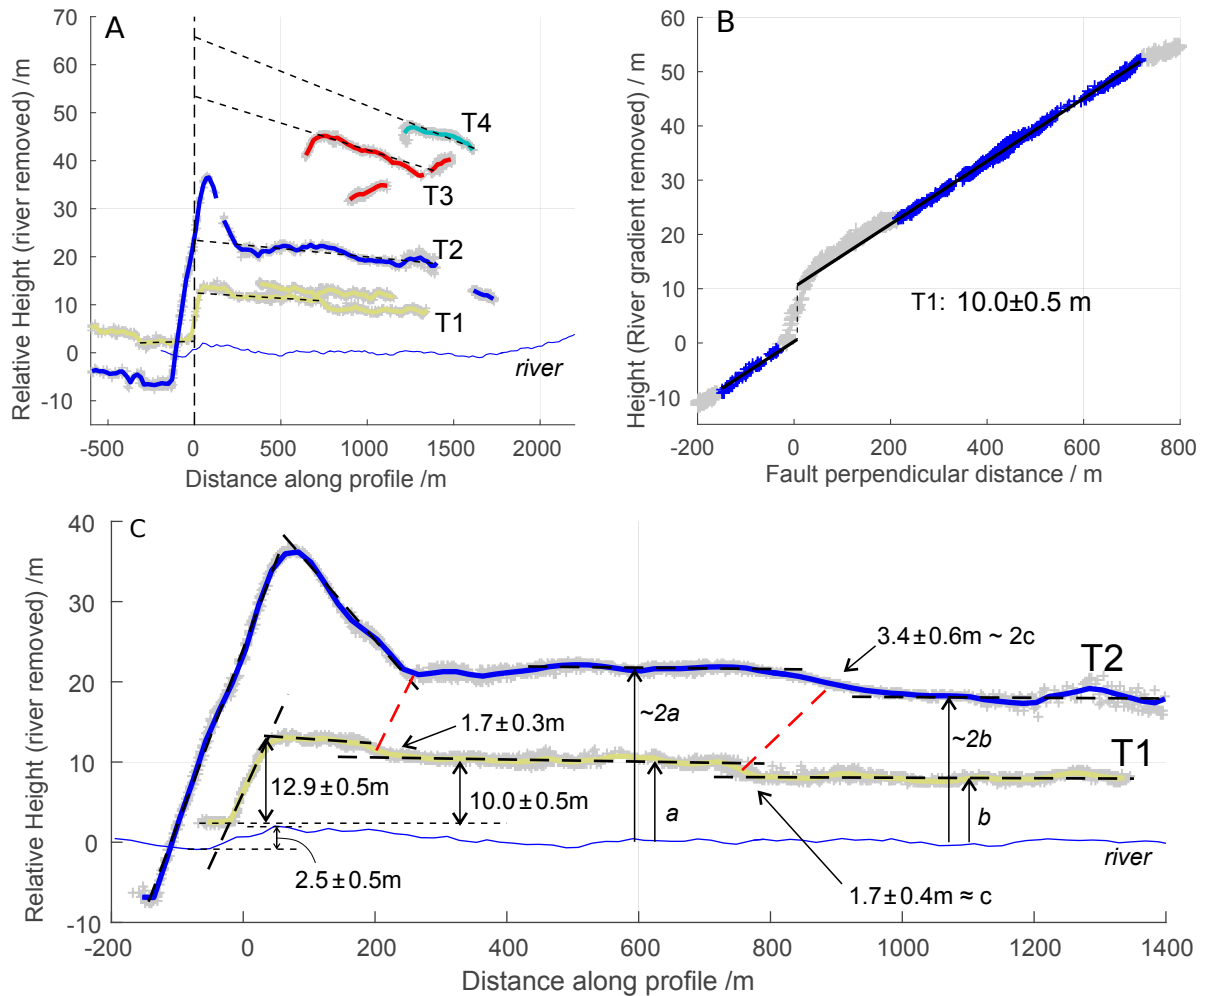 A
Relative Height (river removed) /m
70
60
50
40
30
20
10
0
-10
T4
T3
T2
T1
river
-500
0
500
1000
1500
2000
Distance along profile /m
B
Height (River gradient removed) / m
60
50
40
30
20
10
0
-10
T1: 10.0±0.5 m
-200
0
200
400
600
800
Fault perpendicular distance / m
C
Relative Height (river removed) /m
40
30
20
10
0
-10
3.4±0.6m ~ 2c
T2
~2a
1.7±0.3m
~2b
T1
12.9±0.5m
10.0±0.5m
a
b
river
2.5±0.5m
1.7±0.4m ≈ c
-200
0
200
400
600
800
1000
1200
1400
Distance along profile /m